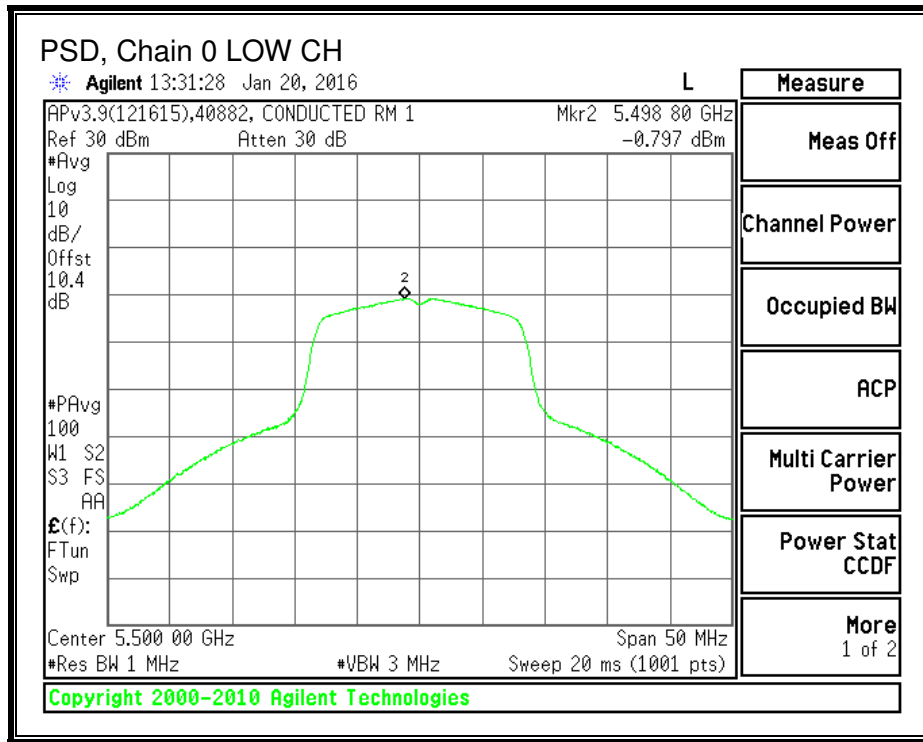 PSD, Chain 0 LOW CH
Agilent 13:31:28 Jan 20, 2016 L
APv3.9(121615),40882, CONDUCTED RM 1 Mkr2 5.498 80 GHz
Ref 30 dBm Atten 30 dB -0.797 dBm
#Avg
Log
10
dB/
Offst
10.4
dB
2
#PAvg
100
W1 S2
S3 FS
AA
£(f):
FTun
Swp
Center 5.500 00 GHz Span 50 MHz
#Res BW 1 MHz #VBW 3 MHz Sweep 20 ms (1001 pts)
Copyright 2000-2010 Agilent Technologies
Measure
Meas Off
Channel Power
Occupied BW
ACP
Multi Carrier
Power
Power Stat
CCDF
More
1 of 2